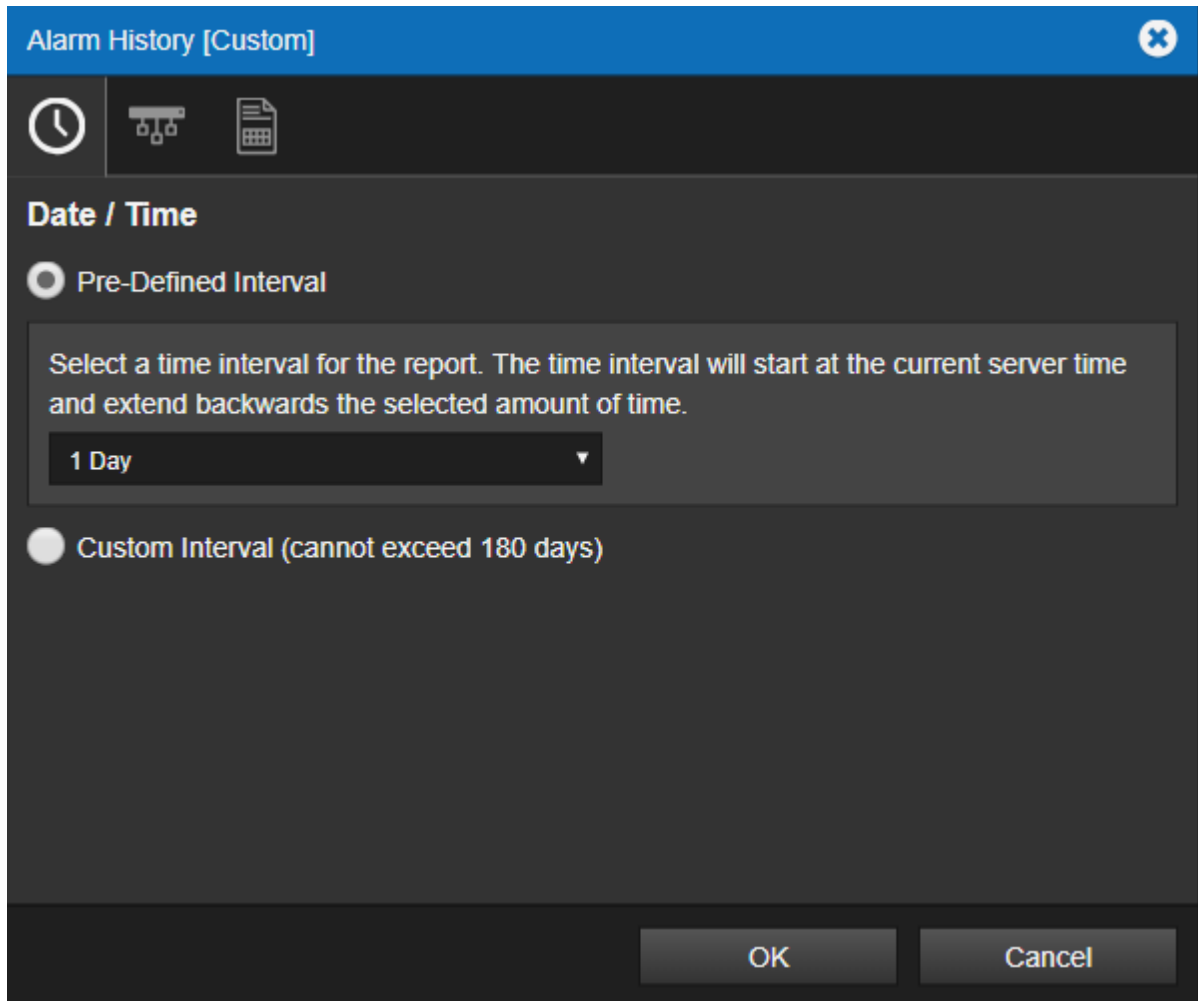 Alarm History [Custom]
Date / Time
Pre-Defined Interval
Select a time interval for the report. The time interval will start at the current server time
and extend backwards the selected amount of time.
1 Day
Custom Interval (cannot exceed 180 days)
OK
Cancel